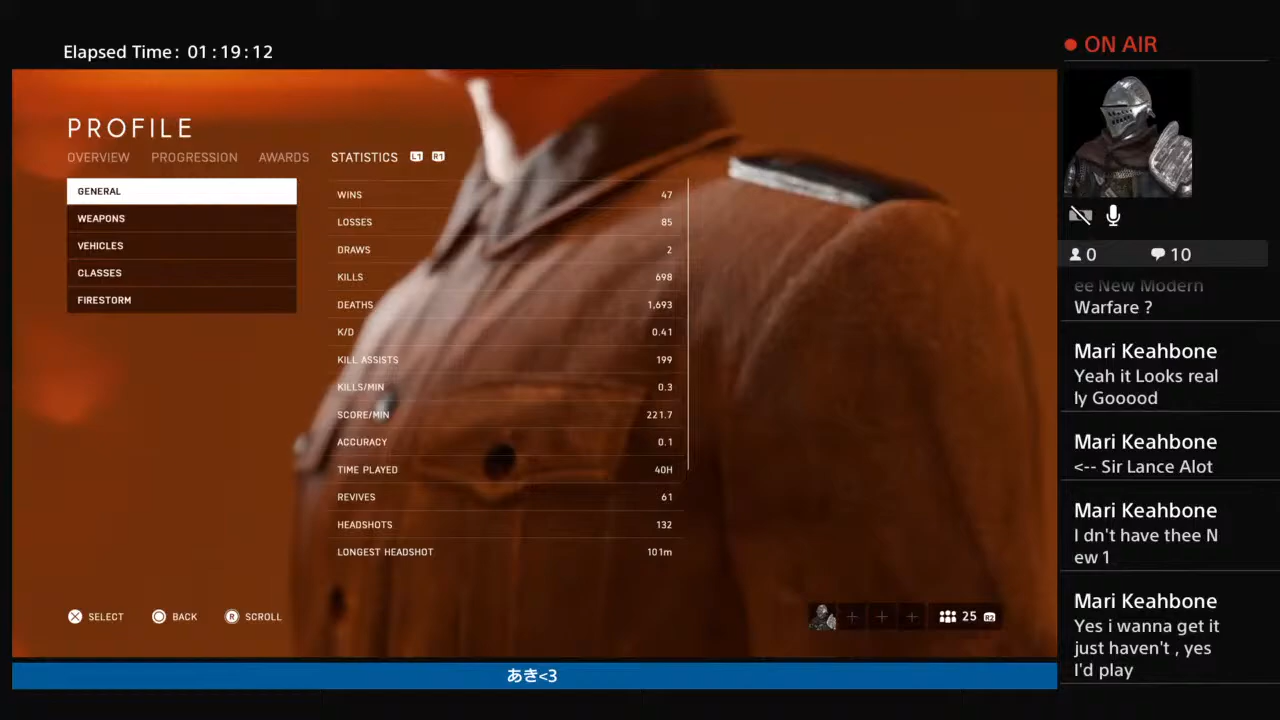 Elapsed Time: 01:19:12
ON AIR
PROFILE
OVERVIEW PROGRESSION AWARDS STATISTICS L1 R1
GENERAL
WEAPONS
VEHICLES
CLASSES
FIRESTORM
WINS 47
LOSSES 85
DRAWS 2
KILLS 698
DEATHS 1,693
K/D 0.41
KILL ASSISTS 199
KILLS/MIN 0.3
SCORE/MIN 221.7
ACCURACY 0.1
TIME PLAYED 40H
REVIVES 61
HEADSHOTS 132
LONGEST HEADSHOT 101m
SELECT BACK R SCROLL
25 R2
あき<3
0 10
ee New Modern
Warfare ?
Mari Keahbone
Yeah it Looks real
ly Gooood
Mari Keahbone
<-- Sir Lance Alot
Mari Keahbone
I dn't have thee N
ew 1
Mari Keahbone
Yes i wanna get it
just haven't , yes
I'd play